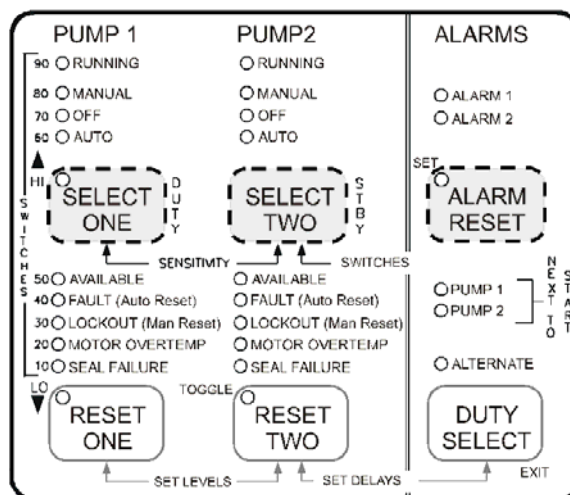 PUMP 1 PUMP2 ALARMS
90 RUNNING RUNNING
80 MANUAL MANUAL ALARM 1
70 OFF OFF ALARM 2
60 AUTO AUTO
HI SET
SWITCHES
SELECT ONE
DUTY
SELECT TWO
STBY
ALARM RESET
SENSITIVITY SWITCHES
50 AVAILABLE AVAILABLE
40 FAULT (Auto Reset) FAULT (Auto Reset) PUMP 1
30 LOCKOUT (Man Reset) LOCKOUT (Man Reset) PUMP 2
NEXT TO START
20 MOTOR OVERTEMP MOTOR OVERTEMP
10 SEAL FAILURE SEAL FAILURE ALTERNATE
LO TOGGLE
RESET ONE
RESET TWO
DUTY SELECT
SET LEVELS SET DELAYS EXIT